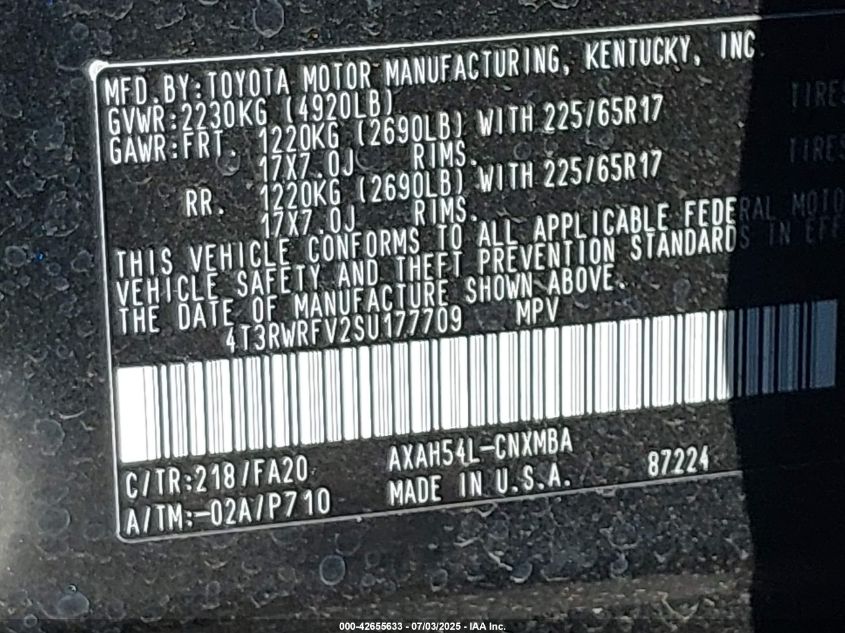 MFD.BY:TOYOTA MOTOR MANUFACTURING, KENTUCKY, INC
GVWR:2230KG (4920LB)
GAWR:FRT. 1220KG (2690LB) WITH 225/65R17 TIRES
17X7.0J RIMS.
RR. 1220KG (2690LB) WITH 225/65R17 TIRES
17X7.0J RIMS.
THIS VEHICLE CONFORMS TO ALL APPLICABLE FEDERAL MOTO
VEHICLE SAFETY AND THEFT PREVENTION STANDARDS IN EFF
THE DATE OF MANUFACTURE SHOWN ABOVE.
4T3RWRFV2SU177709 MPV
C/TR:218/FA20 AXAH54L-CNXMBA 87224
A/TM:-02A/P710 MADE IN U.S.A.
000-42655633 - 07/03/2025 - IAA Inc.